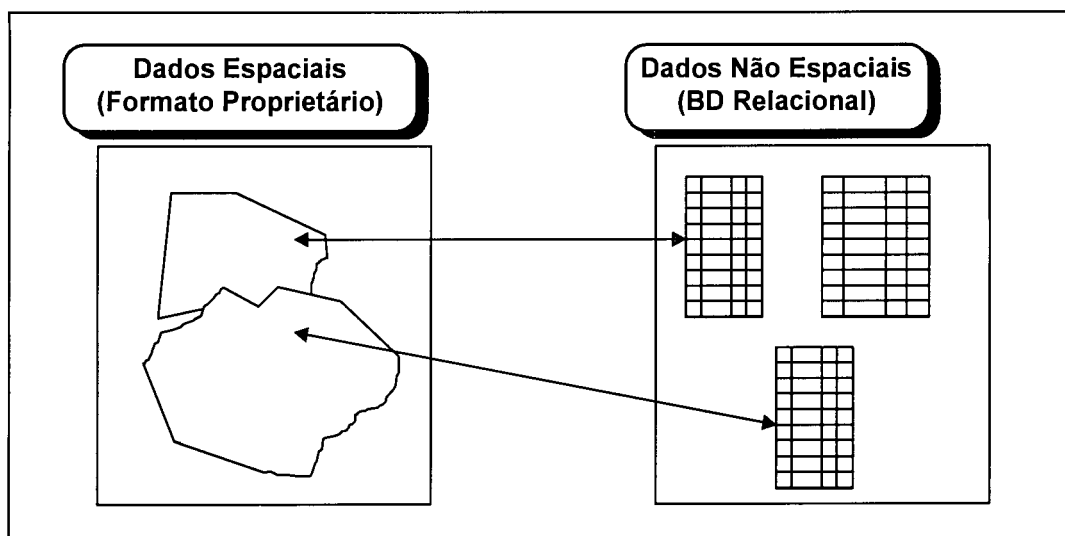 Dados Espaciais
(Formato Proprietário)
Dados Não Espaciais
(BD Relacional)